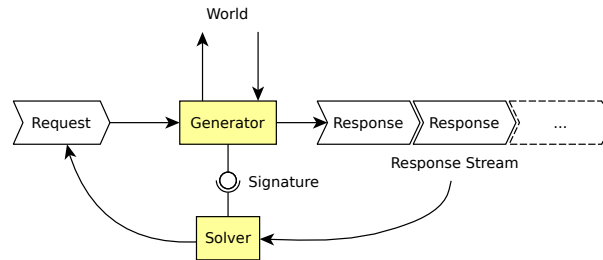 World
Request
Generator
Response
Response
...
Response Stream
Signature
Solver